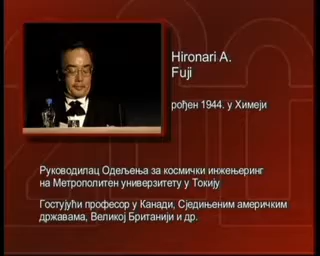 Hironari A.
Fuji
рођен 1944. у Химеји
Руководилац Одељења за космички инжењеринг
на Метрополитен универзитету у Токију
Гостујући професор у Канади, Сједињеним америчким
државама, Великој Британији и др.